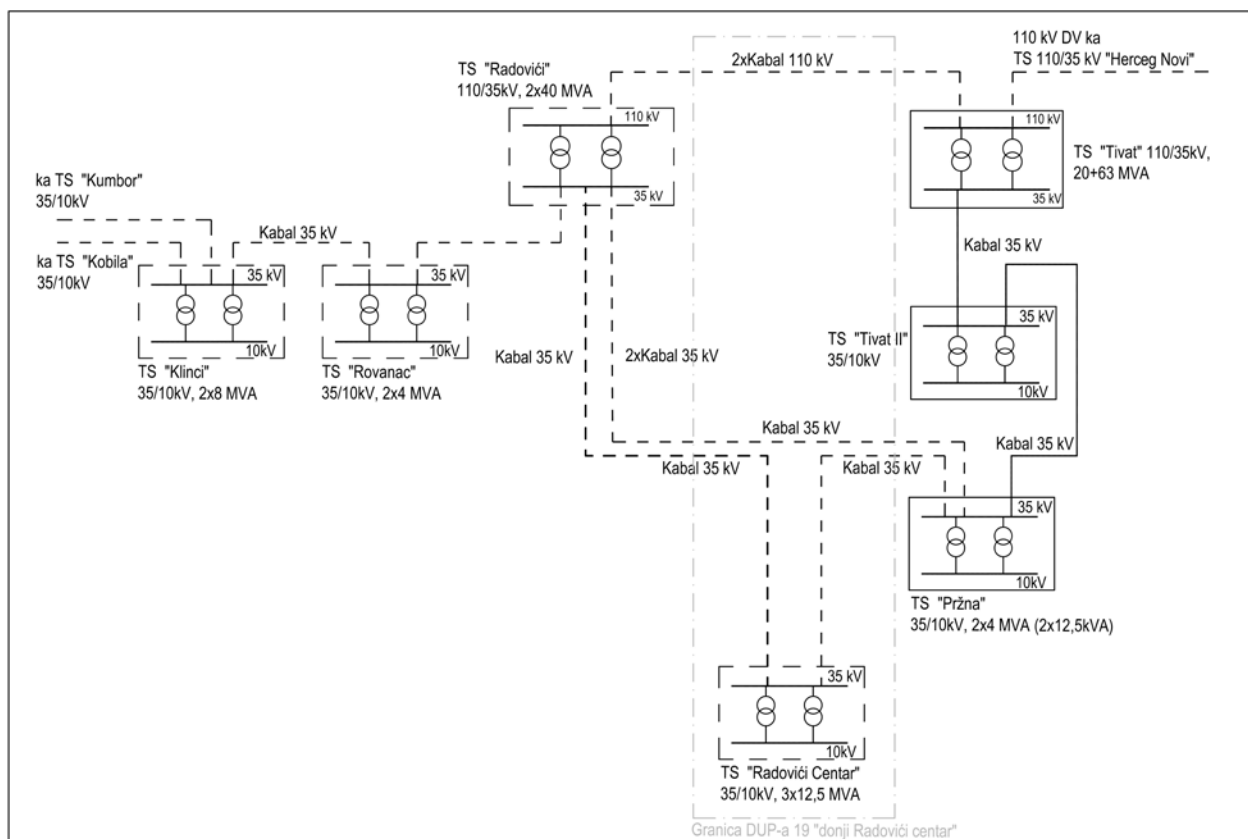 110 kV DV ka
TS 110/35 kV "Herceg Novi"
2xKabal 110 kV
TS "Radovići"
110/35kV, 2x40 MVA
110 kV
35 kV
110 kV
35 kV
TS "Tivat" 110/35kV,
20+63 MVA
ka TS "Kumbor"
35/10kV
ka TS "Kobila"
35/10kV
Kabal 35 kV
35 kV
10kV
TS "Klinci"
35/10kV, 2x8 MVA
35 kV
10kV
TS "Rovanac"
35/10kV, 2x4 MVA
Kabal 35 kV
2xKabal 35 kV
Kabal 35 kV
35 kV
10kV
TS "Tivat II"
35/10kV
Kabal 35 kV
Kabal 35 kV
Kabal 35 kV
Kabal 35 kV
35 kV
10kV
TS "Pržna"
35/10kV, 2x4 MVA (2x12,5kVA)
35 kV
10kV
TS "Radovići Centar"
35/10kV, 3x12,5 MVA
Granica DUP-a 19 "donji Radovići centar"